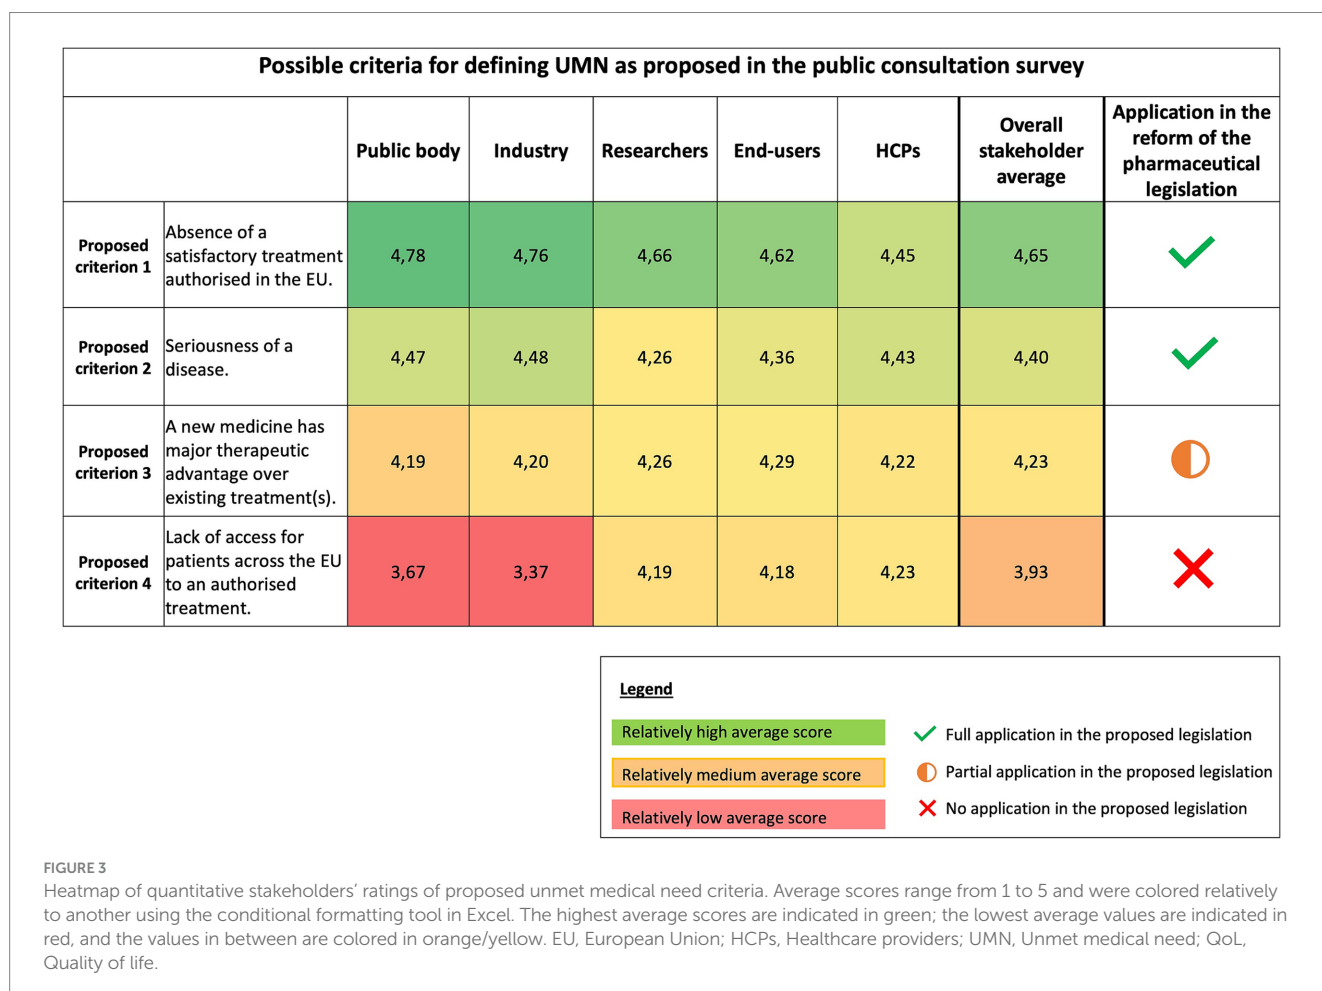 Possible criteria for defining UMN as proposed in the public consultation survey
Public body
Industry
Researchers
End-users
HCPs
Overall
stakeholder
average
Application in the
reform of the
pharmaceutical
legislation
Proposed
criterion 1
Absence of a
satisfactory treatment
authorised in the EU.
4,78
4,76
4,66
4,62
4,45
4,65
Proposed
criterion 2
Seriousness of a
disease.
4,47
4,48
4,26
4,36
4,43
4,40
Proposed
criterion 3
A new medicine has
major therapeutic
advantage over
existing treatment(s).
4,19
4,20
4,26
4,29
4,22
4,23
Proposed
criterion 4
Lack of access for
patients across the EU
to an authorised
treatment.
3,67
3,37
4,19
4,18
4,23
3,93
Legend
Relatively high average score
Relatively medium average score
Relatively low average score
Full application in the proposed legislation
Partial application in the proposed legislation
No application in the proposed legislation
FIGURE 3
Heatmap of quantitative stakeholders' ratings of proposed unmet medical need criteria. Average scores range from 1 to 5 and were colored relatively
to another using the conditional formatting tool in Excel. The highest average scores are indicated in green; the lowest average values are indicated in
red, and the values in between are colored in orange/yellow. EU, European Union; HCPs, Healthcare providers; UMN, Unmet medical need; QoL,
Quality of life.